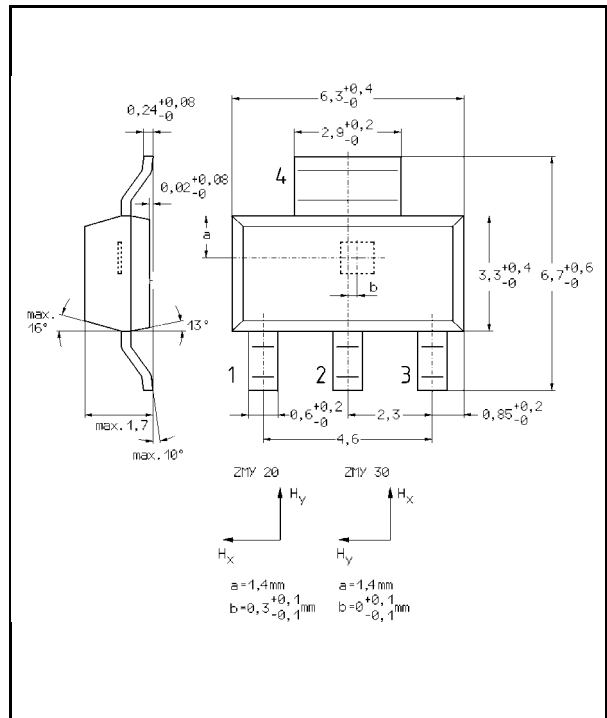 6,3+0,4 -0
0,24+0,08 -0
2,9+0,2 -0
4
0,02+0,08 -0
a
3,3+0,4 -0
6,7+0,6 -0
b
max. 16°
13°
1
2
3
0,6+0,2 -0
2,3
0,85+0,2 -0
max. 1,7
4,6
max. 10°
ZMY 20 ZMY 30
Hy Hx
Hx Hy
a=1,4mm a=1,4mm
b=0,3+0,1 -0,1mm b=0+0,1 -0,1mm